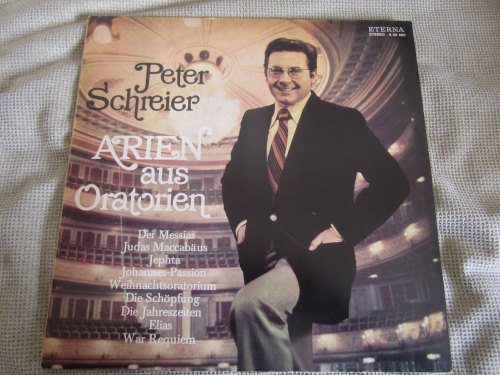 ETERNA
STEREO
Peter
Schreier
ARIEN
aus
Oratorien
Der Messias
Judas Maccabäus
Jephta
Johannes-Passion
Weihnachtsoratorium
Die Schöpfung
Die Jahreszeiten
Elias
War Requiem